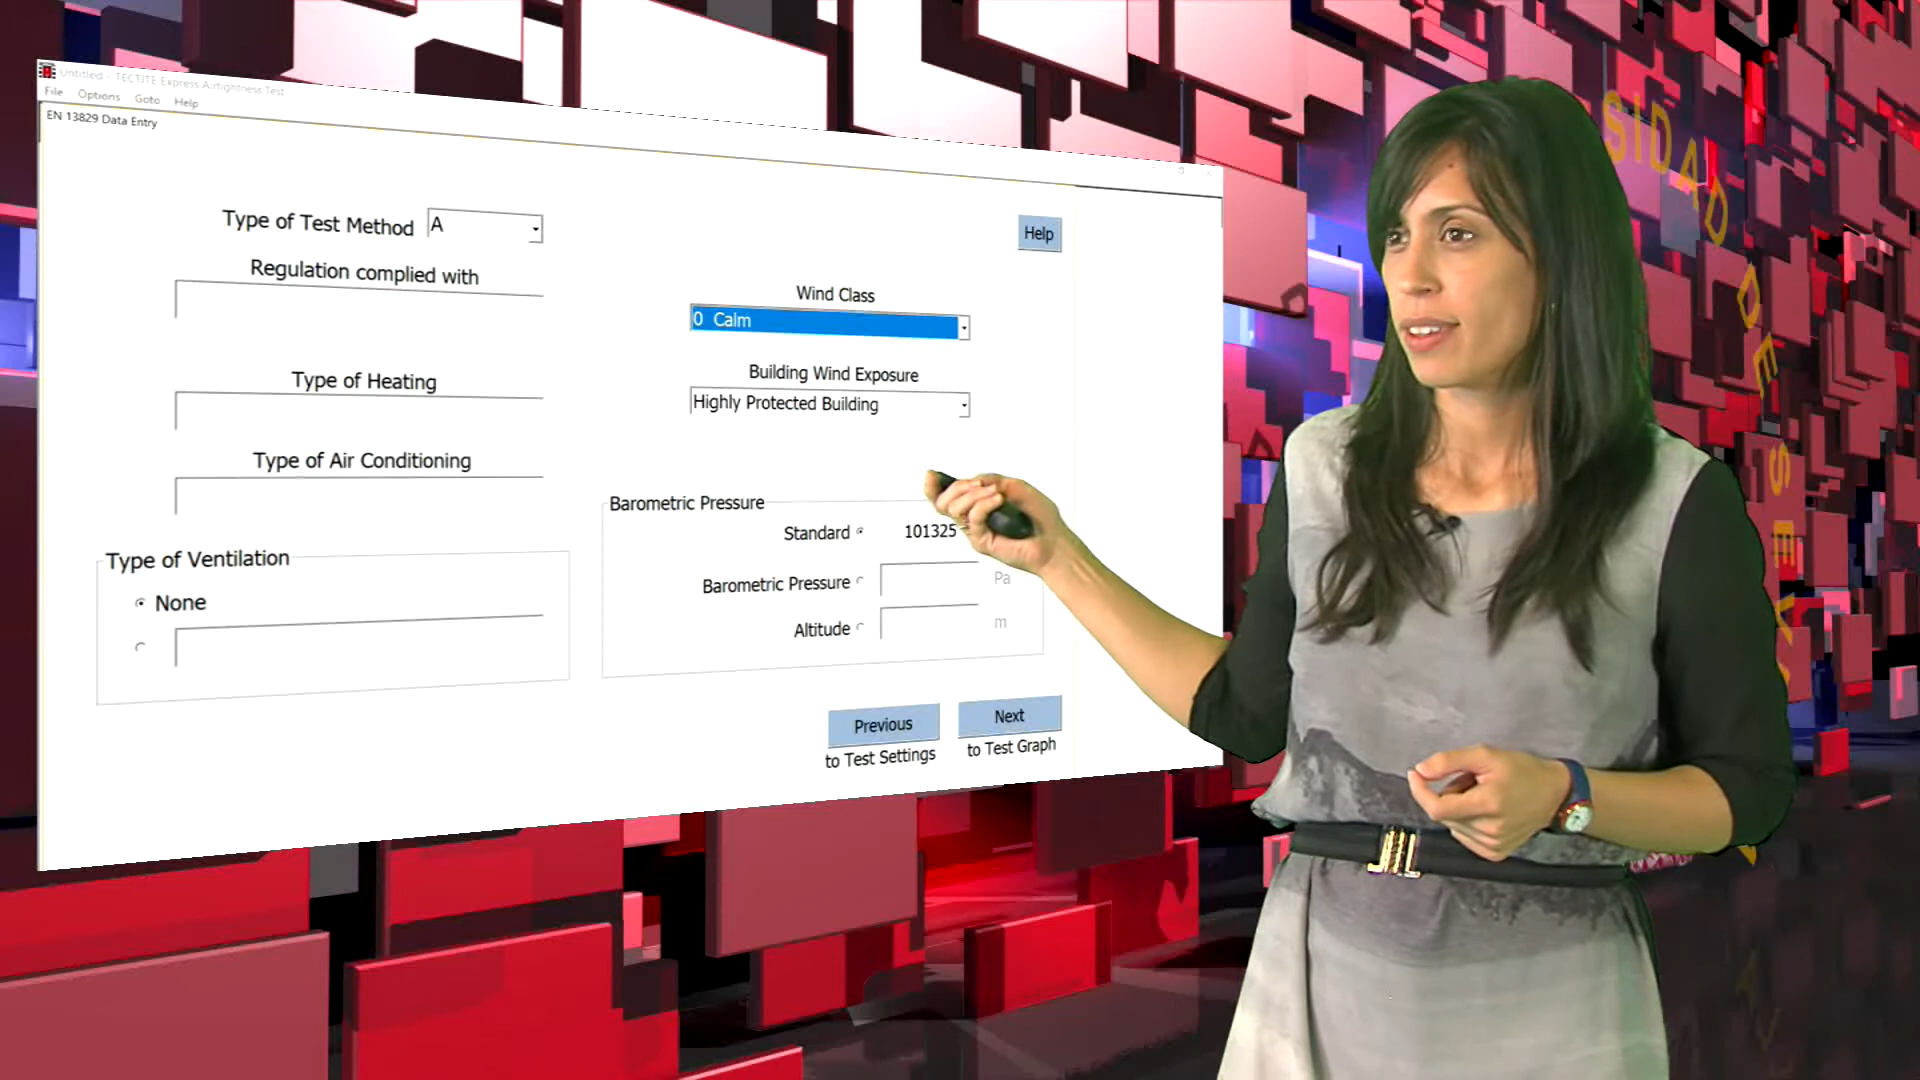 Untitled - TECTITE Express Airtightness Test
File Options Goto Help
EN 13829 Data Entry
Type of Test Method A
Help
Regulation complied with
Wind Class
0 Calm
Type of Heating
Building Wind Exposure
Highly Protected Building
Type of Air Conditioning
Barometric Pressure
Standard 101325
Type of Ventilation
Barometric Pressure Pa
None
Altitude m
Previous
to Test Settings
Next
to Test Graph
SIDAD
DE